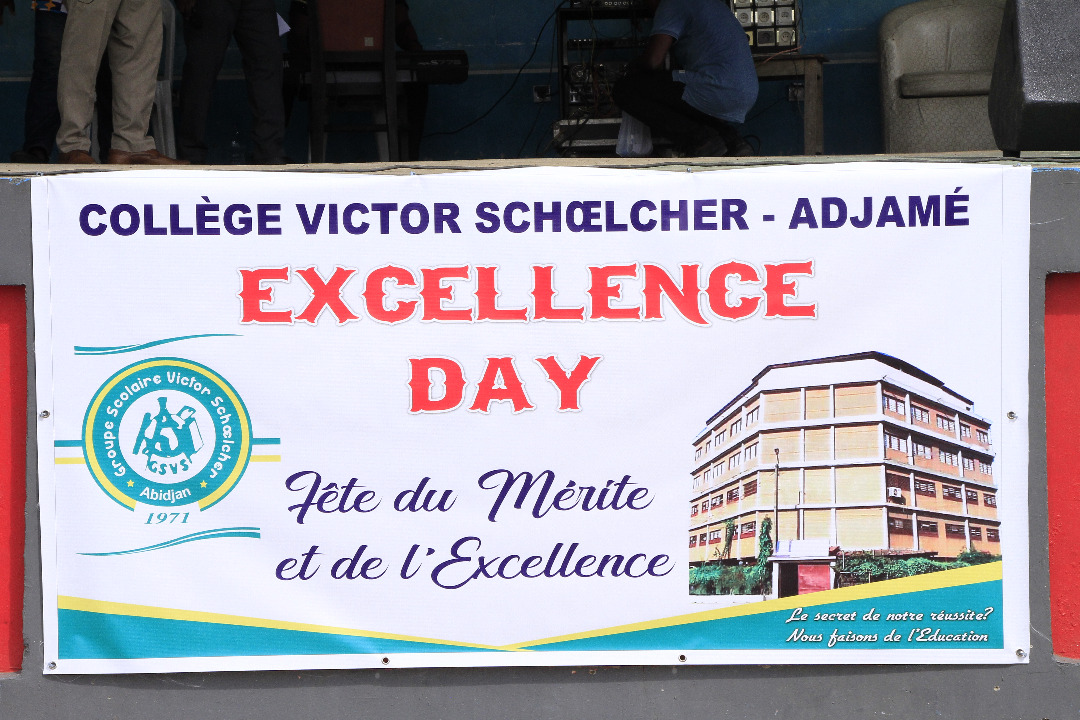 COLLÈGE VICTOR SCHŒLCHER - ADJAMÉ
EXCELLENCE
DAY
Groupe Scolaire Victor Schœlcher
GSVS
Abidjan
1971
Fête du Mérite
et de l'Excellence
Le secret de notre réussite?
Nous faisons de l'Education